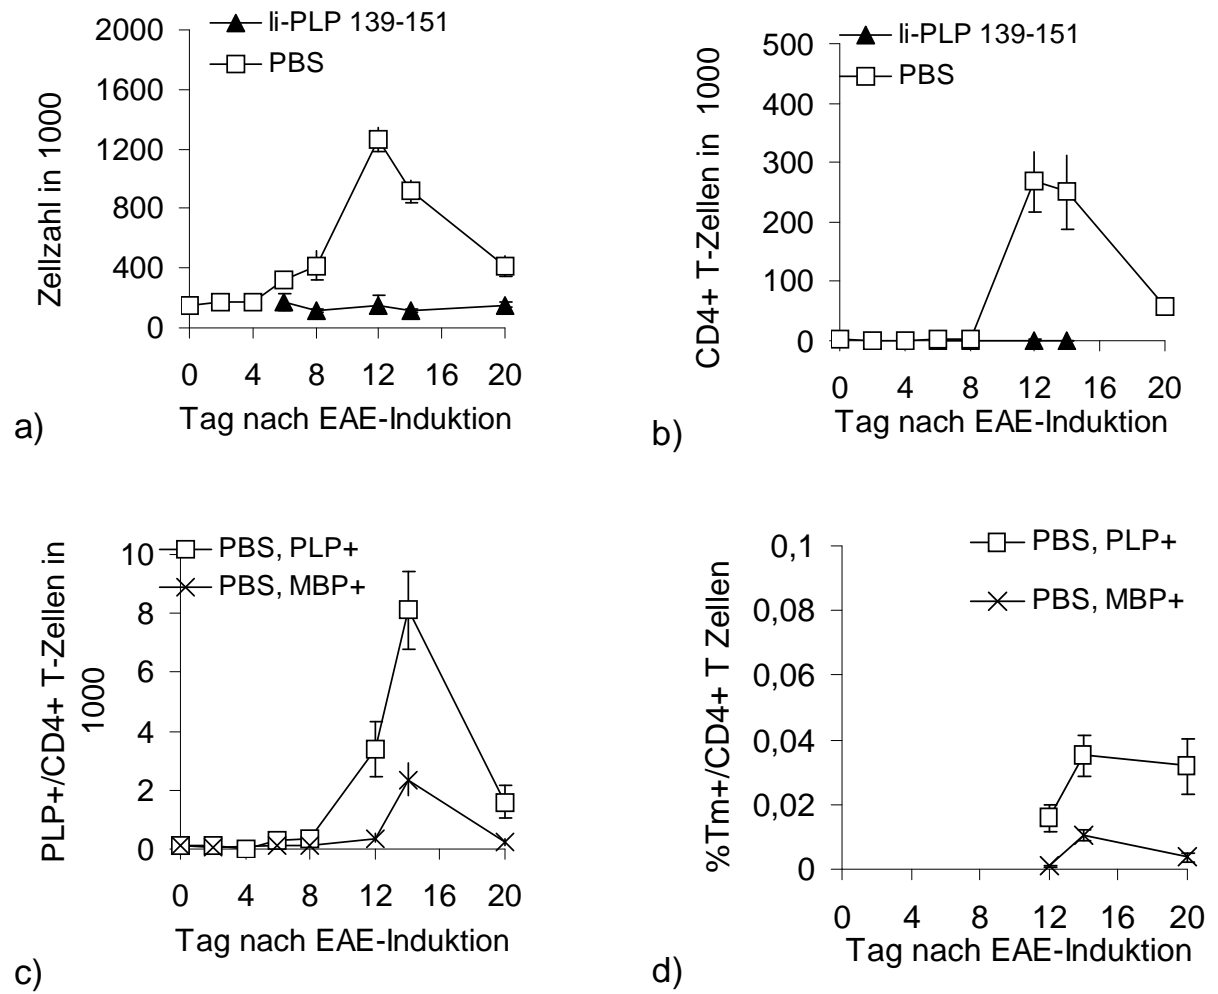 li-PLP 139-151
PBS
2000
1600
1200
800
400
0
Zellzahl in 1000
0 4 8 12 16 20
Tag nach EAE-Induktion
a)
li-PLP 139-151
PBS
500
400
300
200
100
0
CD4+ T-Zellen in 1000
0 4 8 12 16 20
Tag nach EAE-Induktion
b)
PBS, PLP+
PBS, MBP+
10
8
6
4
2
0
PLP+/CD4+ T-Zellen in
1000
0 4 8 12 16 20
Tag nach EAE-Induktion
c)
PBS, PLP+
PBS, MBP+
0,1
0,08
0,06
0,04
0,02
0
%Tm+/CD4+ T Zellen
0 4 8 12 16 20
Tag nach EAE-Induktion
d)